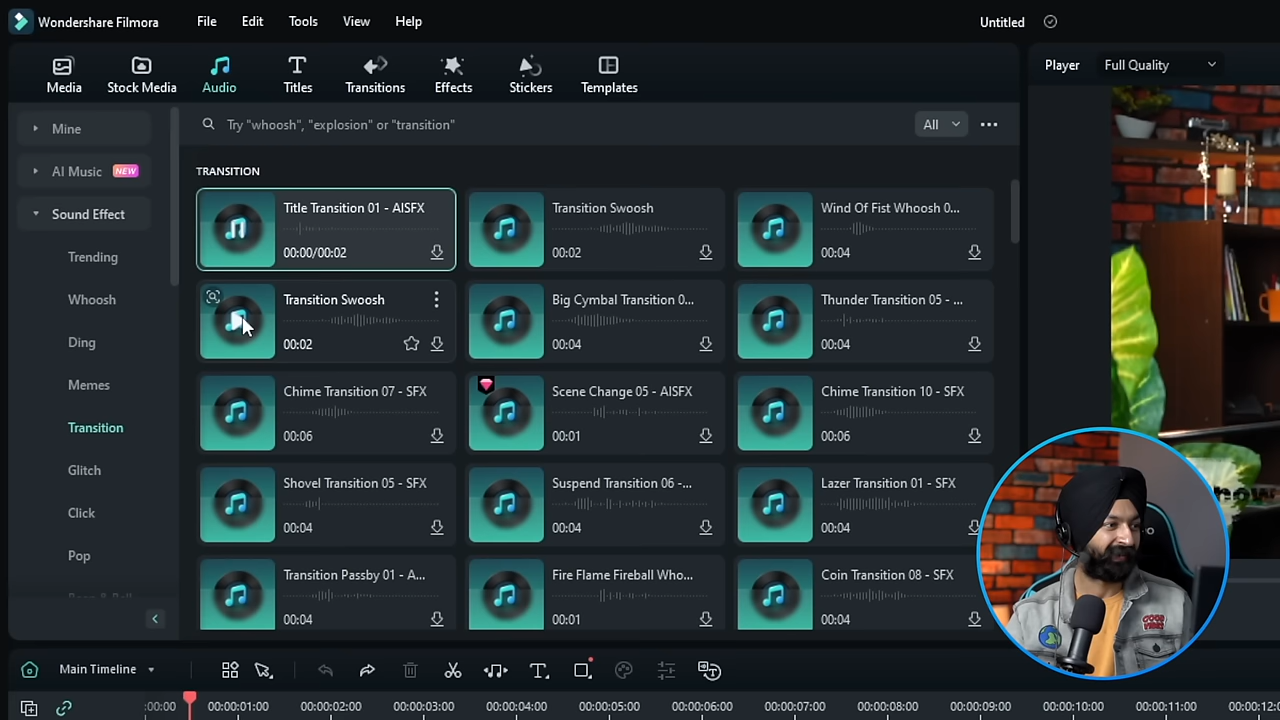 Wondershare Filmora File Edit Tools View Help Untitled
Media Stock Media Audio Titles Transitions Effects Stickers Templates
Player Full Quality
Mine
AI Music NEW
Sound Effect
Trending
Whoosh
Ding
Memes
Transition
Glitch
Click
Pop
Try "whoosh", "explosion" or "transition" All
TRANSITION
Title Transition 01 - AISFX
00:00/00:02
Transition Swoosh
00:02
Wind Of Fist Whoosh 0...
00:04
Transition Swoosh
00:02
Big Cymbal Transition 0...
00:04
Thunder Transition 05 - ...
00:04
Chime Transition 07 - SFX
00:06
Scene Change 05 - AISFX
00:01
Chime Transition 10 - SFX
00:06
Shovel Transition 05 - SFX
00:04
Suspend Transition 06 -...
00:04
Lazer Transition 01 - SFX
00:04
Transition Passby 01 - A...
00:04
Fire Flame Fireball Who...
00:01
Coin Transition 08 - SFX
00:04
GOOD VIBES
Main Timeline
:00:00 00:00:01:00 00:00:02:00 00:00:03:00 00:00:04:00 00:00:05:00 00:00:06:00 00:00:07:00 00:00:08:00 00:00:09:00 00:00:10:00 00:00:11:00 00:00:12:0